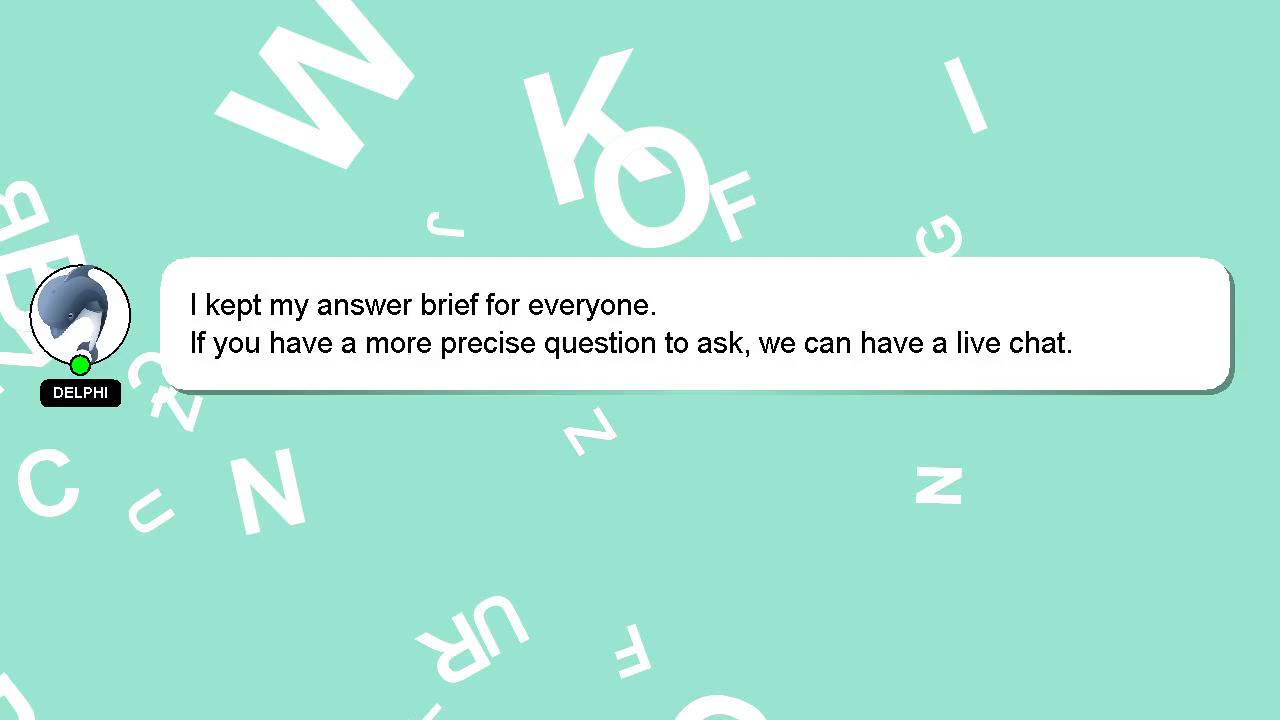 W
K
I
O
F
J
G
I kept my answer brief for everyone.
If you have a more precise question to ask, we can have a live chat.
DELPHI
C
Z
N
C
U
N
N
U
R
F